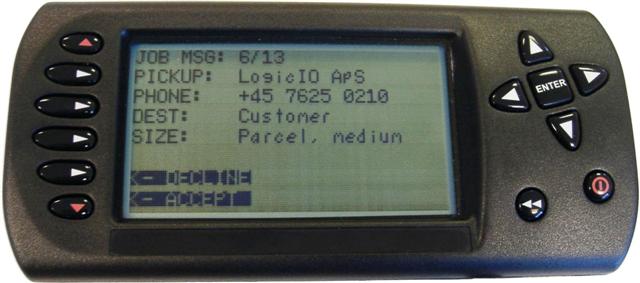 JOB MSG: 6/13
PICKUP: LogicIO ApS
PHONE: +45 7625 0210
DEST: Customer
SIZE: Parcel, medium
<- DECLINE
<- ACCEPT
ENTER